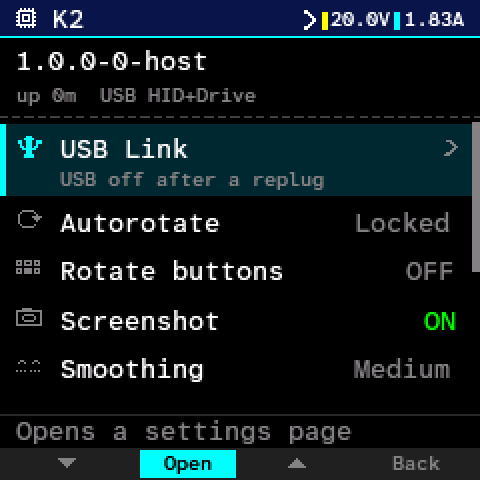 K2
20.0V 1.83A
1.0.0-0-host
up 0m USB HID+Drive
USB Link
USB off after a replug
Autorotate Locked
Rotate buttons OFF
Screenshot ON
Smoothing Medium
Opens a settings page
Open Back